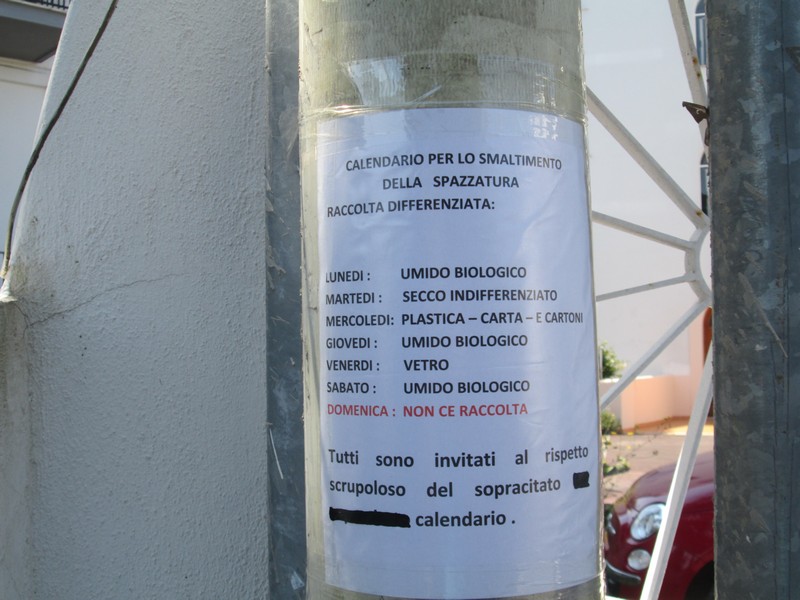 CALENDARIO PER LO SMALTIMENTO
DELLA SPAZZATURA
RACCOLTA DIFFERENZIATA:
LUNEDI : UMIDO BIOLOGICO
MARTEDI : SECCO INDIFFERENZIATO
MERCOLEDI: PLASTICA – CARTA – E CARTONI
GIOVEDI : UMIDO BIOLOGICO
VENERDI : VETRO
SABATO : UMIDO BIOLOGICO
DOMENICA : NON CE RACCOLTA
Tutti sono invitati al rispetto
scrupoloso del sopracitato
calendario .